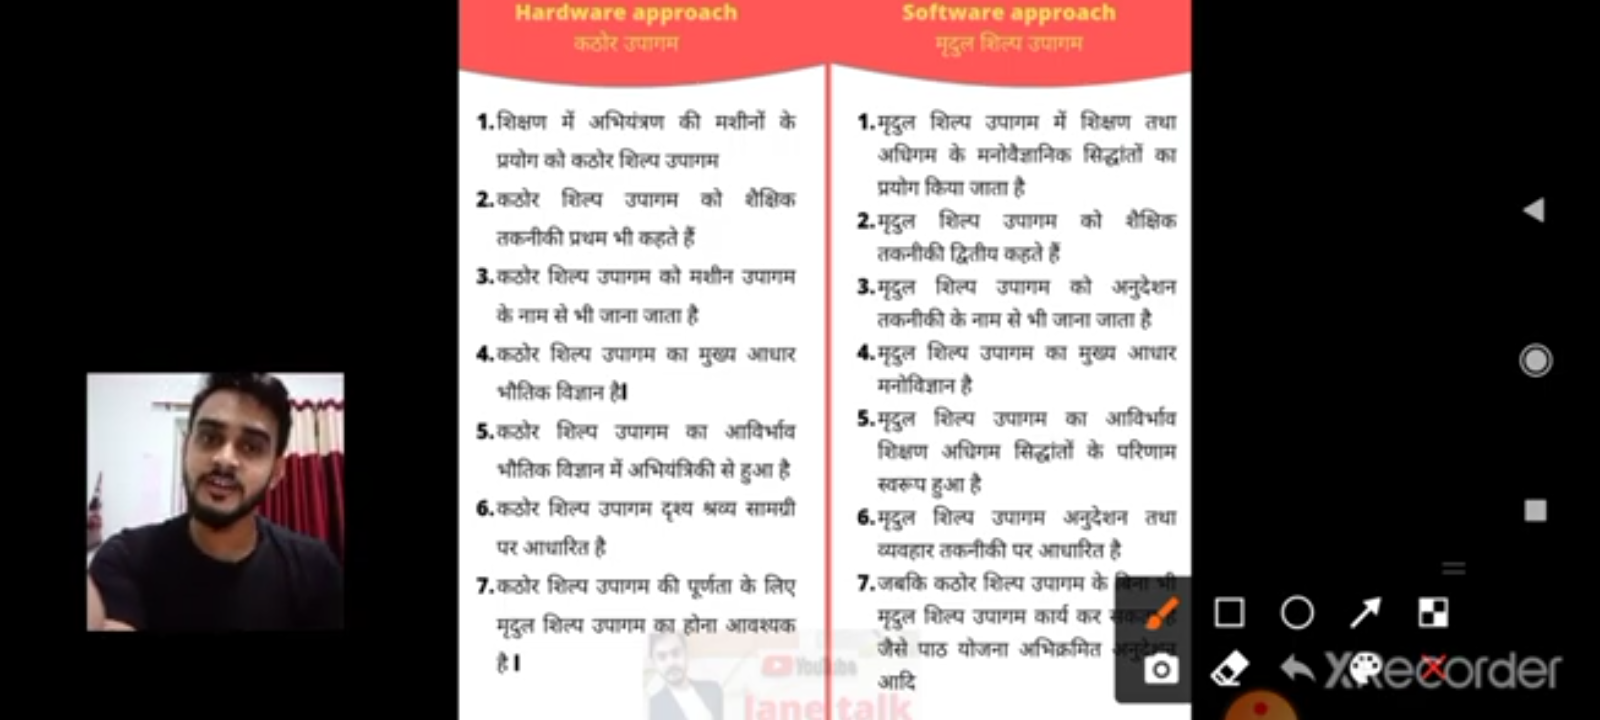 Hardware approach
कठोर उपागम
1.शिक्षण में अभियंत्रण की मशीनों के
प्रयोग को कठोर शिल्प उपागम
2.कठोर शिल्प उपागम को शैक्षिक
तकनीकी प्रथम भी कहते हैं
3.कठोर शिल्प उपागम को मशीन उपागम
के नाम से भी जाना जाता है
4.कठोर शिल्प उपागम का मुख्य आधार
भौतिक विज्ञान है।
5.कठोर शिल्प उपागम का आविर्भाव
भौतिक विज्ञान में अभियंत्रिकी से हुआ है
6.कठोर शिल्प उपागम दृश्य श्रव्य सामग्री
पर आधारित है
7.कठोर शिल्प उपागम की पूर्णता के लिए
मृदुल शिल्प उपागम का होना आवश्यक
है।
Software approach
मृदुल शिल्प उपागम
1.मृदुल शिल्प उपागम में शिक्षण तथा
अधिगम के मनोवैज्ञानिक सिद्धांतों का
प्रयोग किया जाता है
2.मृदुल शिल्प उपागम को शैक्षिक
तकनीकी द्वितीय कहते हैं
3.मृदुल शिल्प उपागम को अनुदेशन
तकनीकी के नाम से भी जाना जाता है
4.मृदुल शिल्प उपागम का मुख्य आधार
मनोविज्ञान है
5.मृदुल शिल्प उपागम का आविर्भाव
शिक्षण अधिगम सिद्धांतों के परिणाम
स्वरूप हुआ है
6.मृदुल शिल्प उपागम अनुदेशन तथा
व्यवहार तकनीकी पर आधारित है
7.जबकि कठोर शिल्प उपागम के बिना भी
मृदुल शिल्प उपागम कार्य कर सकता है
जैसे पाठ योजना अभिक्रमित अनुदेशन
आदि
YouTube
Jane talk
XRecorder